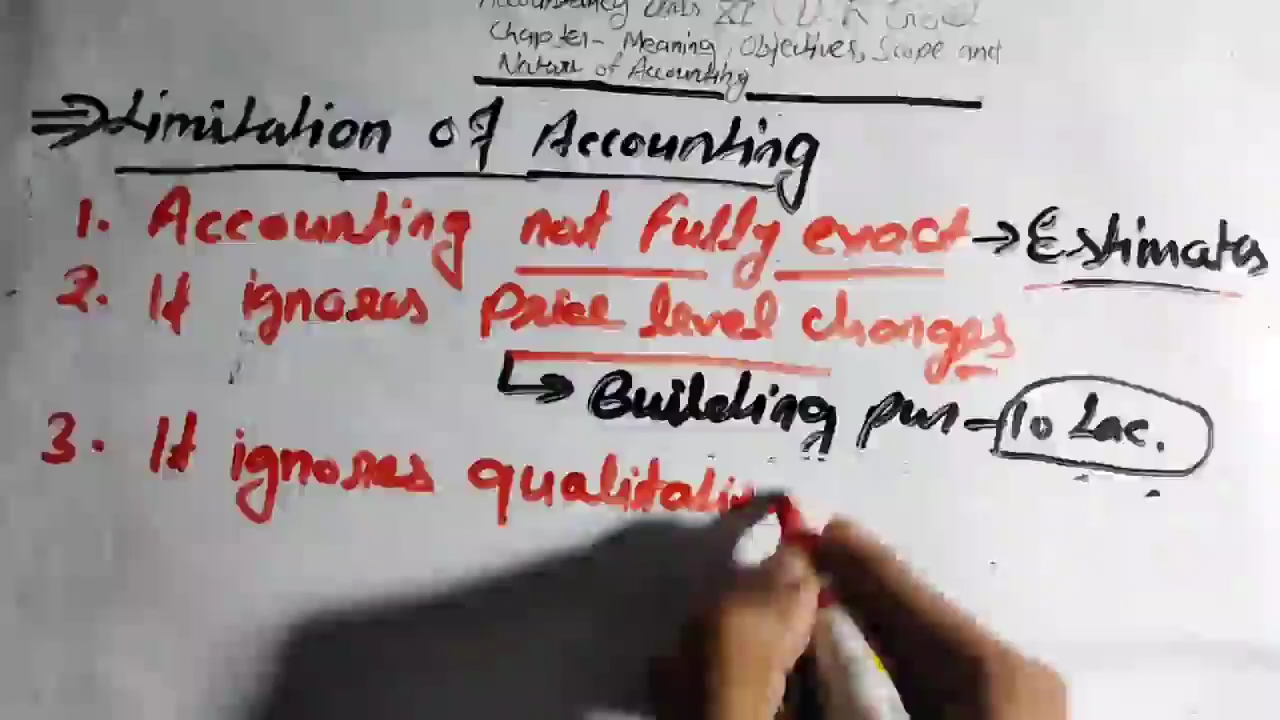 Chapter- Meaning, Objectives, Scope and
Nature of Accounting
⇒ Limitation of Accounting
1. Accounting not fully exact → Estimates
2. It ignores Price level changes
↳ Building pur - 10 Lac.
3. It ignores qualitati